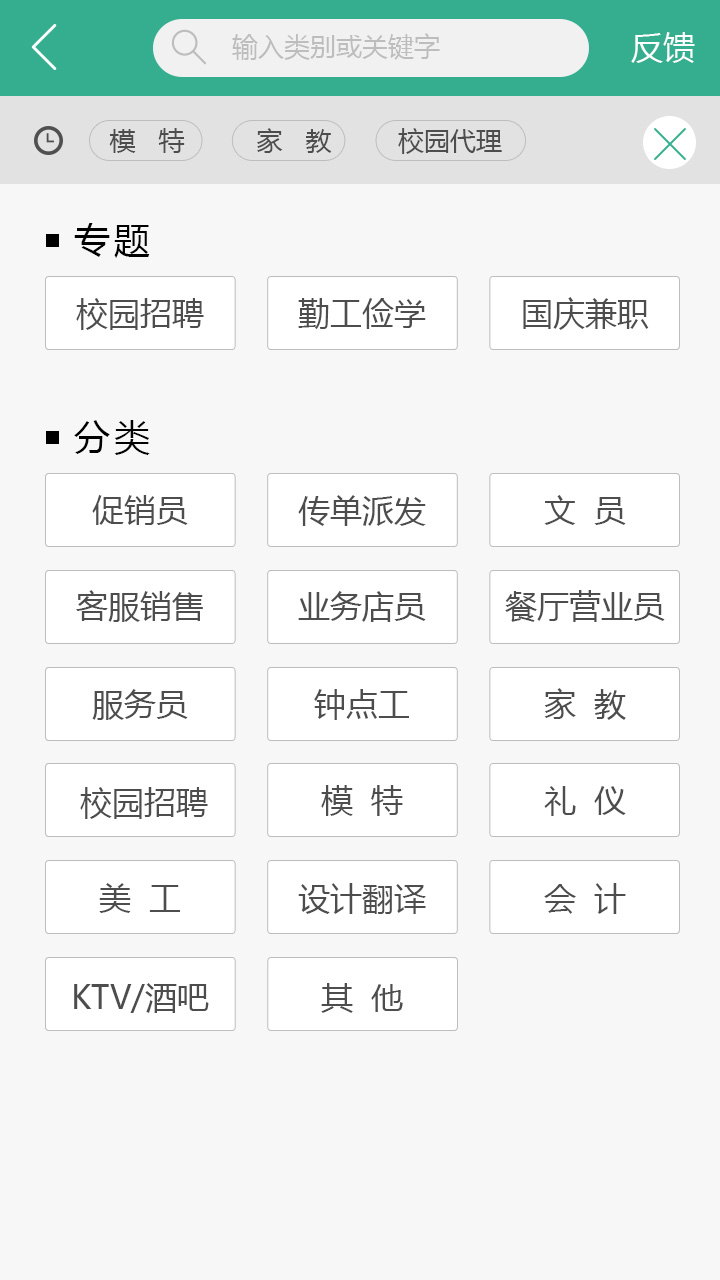 输入类别或关键字 反馈
模 特 家 教 校园代理
专题
校园招聘 勤工俭学 国庆兼职
分类
促销员 传单派发 文 员
客服销售 业务店员 餐厅营业员
服务员 钟点工 家 教
校园招聘 模 特 礼 仪
美 工 设计翻译 会 计
KTV/酒吧 其 他